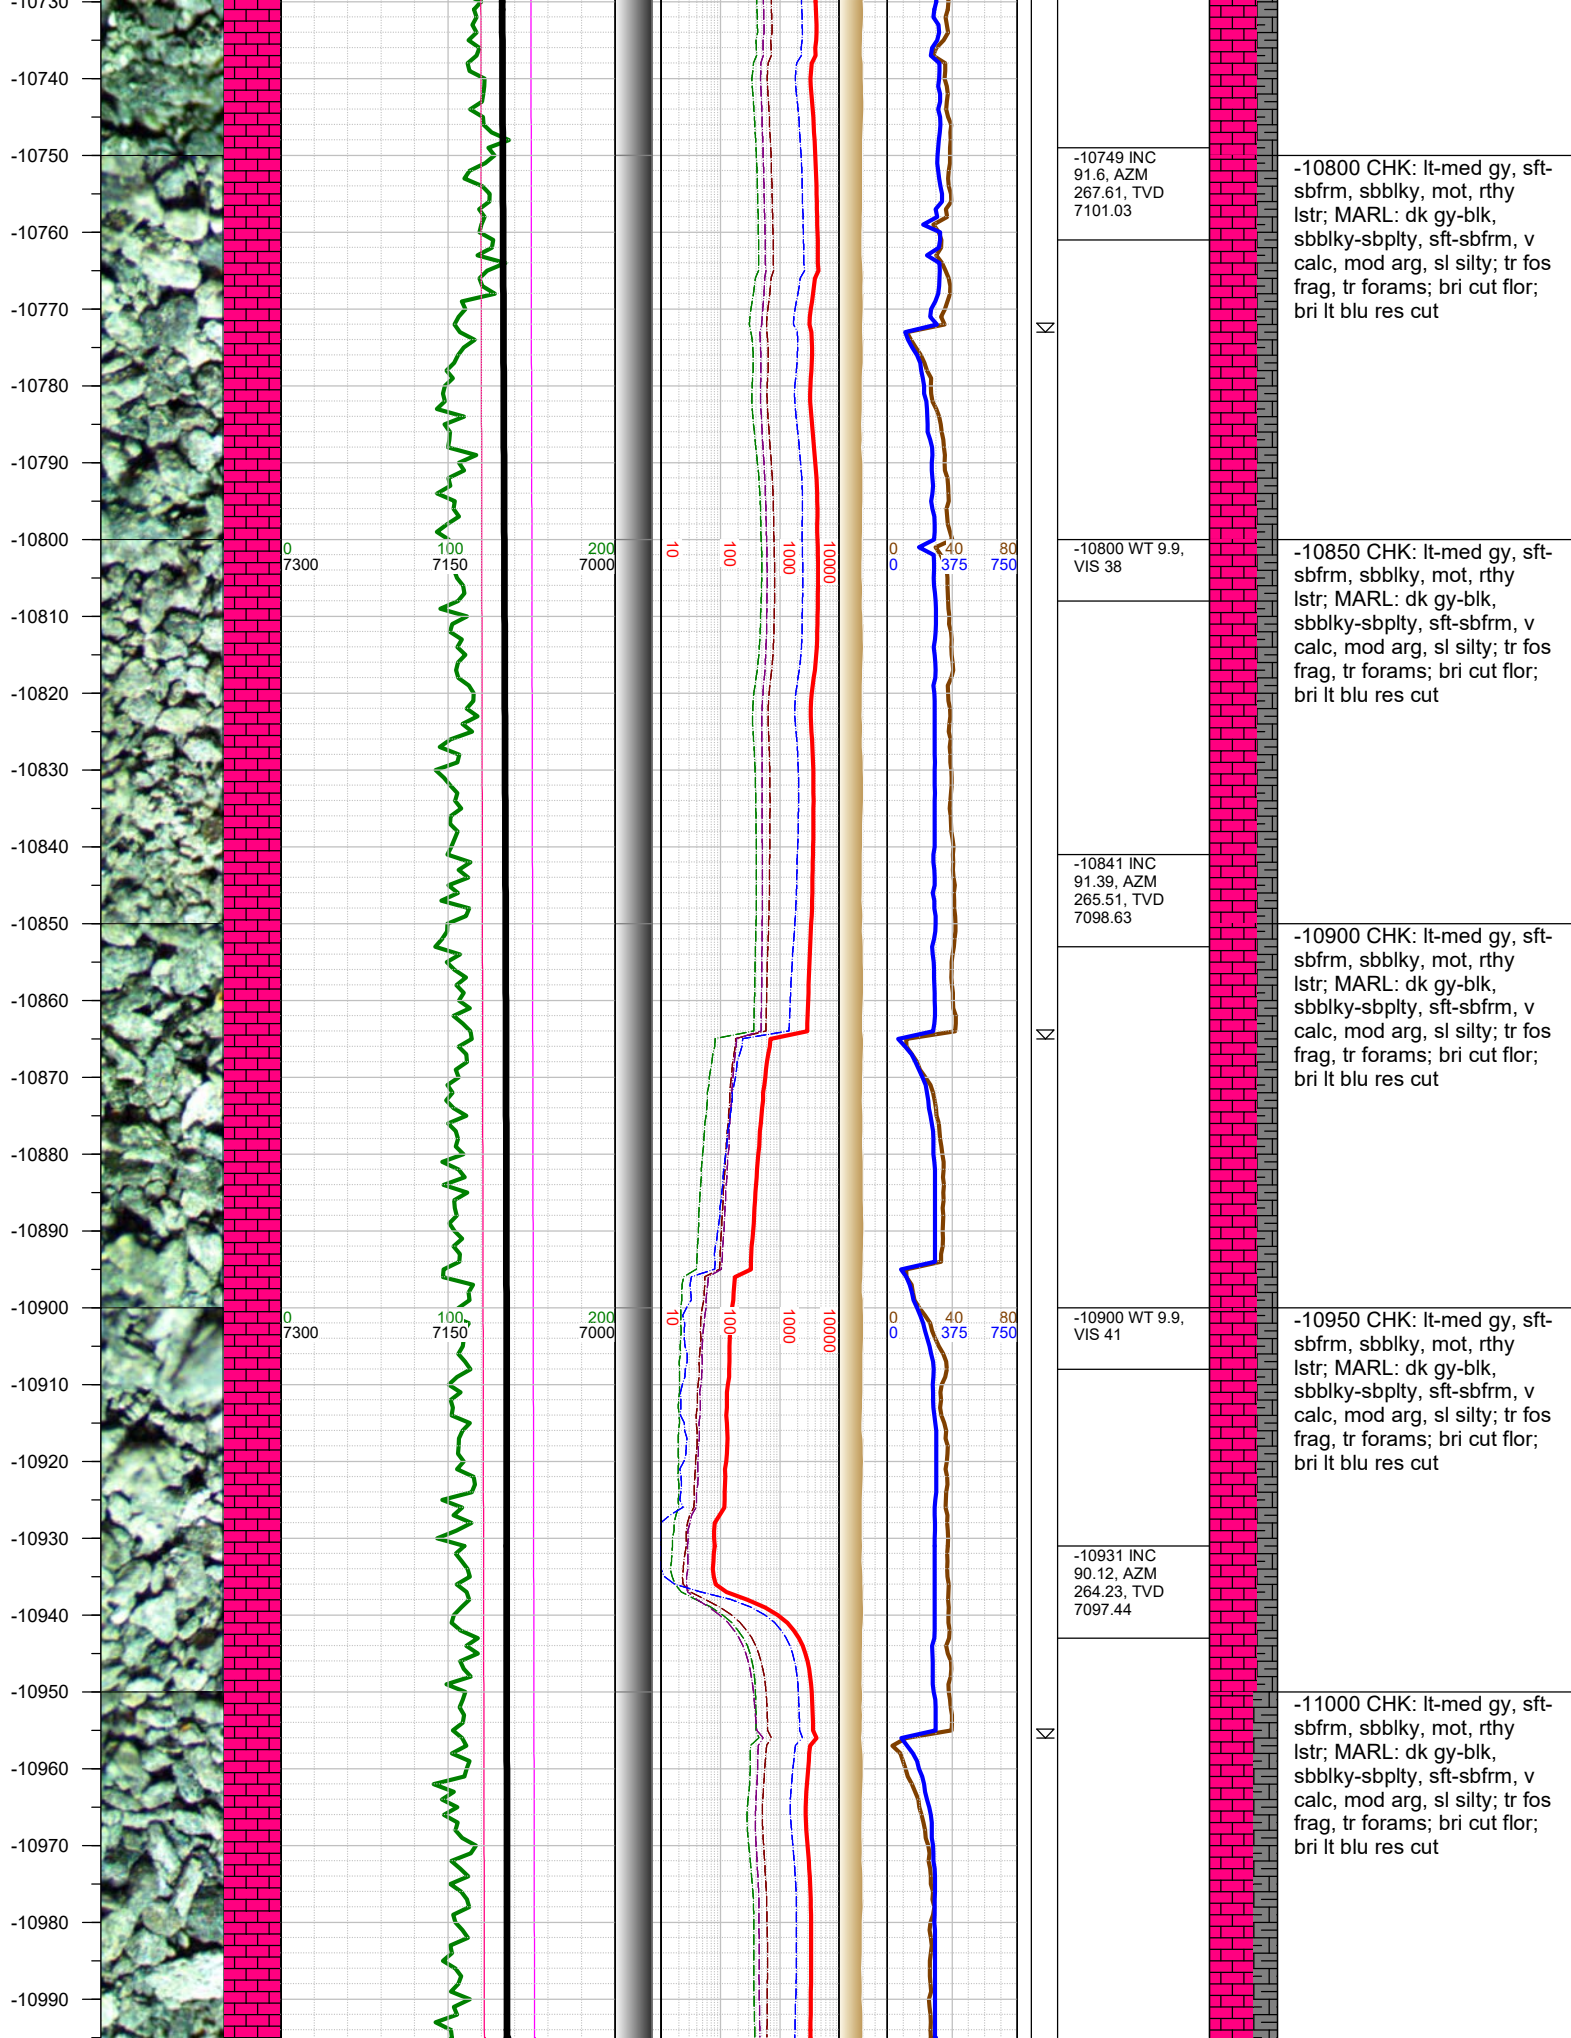 -10730
-10740
-10750
-10760
-10770
-10780
-10790
-10800
-10810
-10820
-10830
-10840
-10850
-10860
-10870
-10880
-10890
-10900
-10910
-10920
-10930
-10940
-10950
-10960
-10970
-10980
-10990
0 100 200
7300 7150 7000
10 100 1000 10000
0 40 80
0 375 750
0 100 200
7300 7150 7000
10 100 1000 10000
0 40 80
0 375 750
-10749 INC
91.6, AZM
267.61, TVD
7101.03
-10800 WT 9.9,
VIS 38
-10841 INC
91.39, AZM
265.51, TVD
7098.63
-10900 WT 9.9,
VIS 41
-10931 INC
90.12, AZM
264.23, TVD
7097.44
-10800 CHK: lt-med gy, sft-
sbfrm, sbblky, mot, rthy
lstr; MARL: dk gy-blk,
sbblky-sbplty, sft-sbfrm, v
calc, mod arg, sl silty; tr fos
frag, tr forams; bri cut flor;
bri lt blu res cut
-10850 CHK: lt-med gy, sft-
sbfrm, sbblky, mot, rthy
lstr; MARL: dk gy-blk,
sbblky-sbplty, sft-sbfrm, v
calc, mod arg, sl silty; tr fos
frag, tr forams; bri cut flor;
bri lt blu res cut
-10900 CHK: lt-med gy, sft-
sbfrm, sbblky, mot, rthy
lstr; MARL: dk gy-blk,
sbblky-sbplty, sft-sbfrm, v
calc, mod arg, sl silty; tr fos
frag, tr forams; bri cut flor;
bri lt blu res cut
-10950 CHK: lt-med gy, sft-
sbfrm, sbblky, mot, rthy
lstr; MARL: dk gy-blk,
sbblky-sbplty, sft-sbfrm, v
calc, mod arg, sl silty; tr fos
frag, tr forams; bri cut flor;
bri lt blu res cut
-11000 CHK: lt-med gy, sft-
sbfrm, sbblky, mot, rthy
lstr; MARL: dk gy-blk,
sbblky-sbplty, sft-sbfrm, v
calc, mod arg, sl silty; tr fos
frag, tr forams; bri cut flor;
bri lt blu res cut